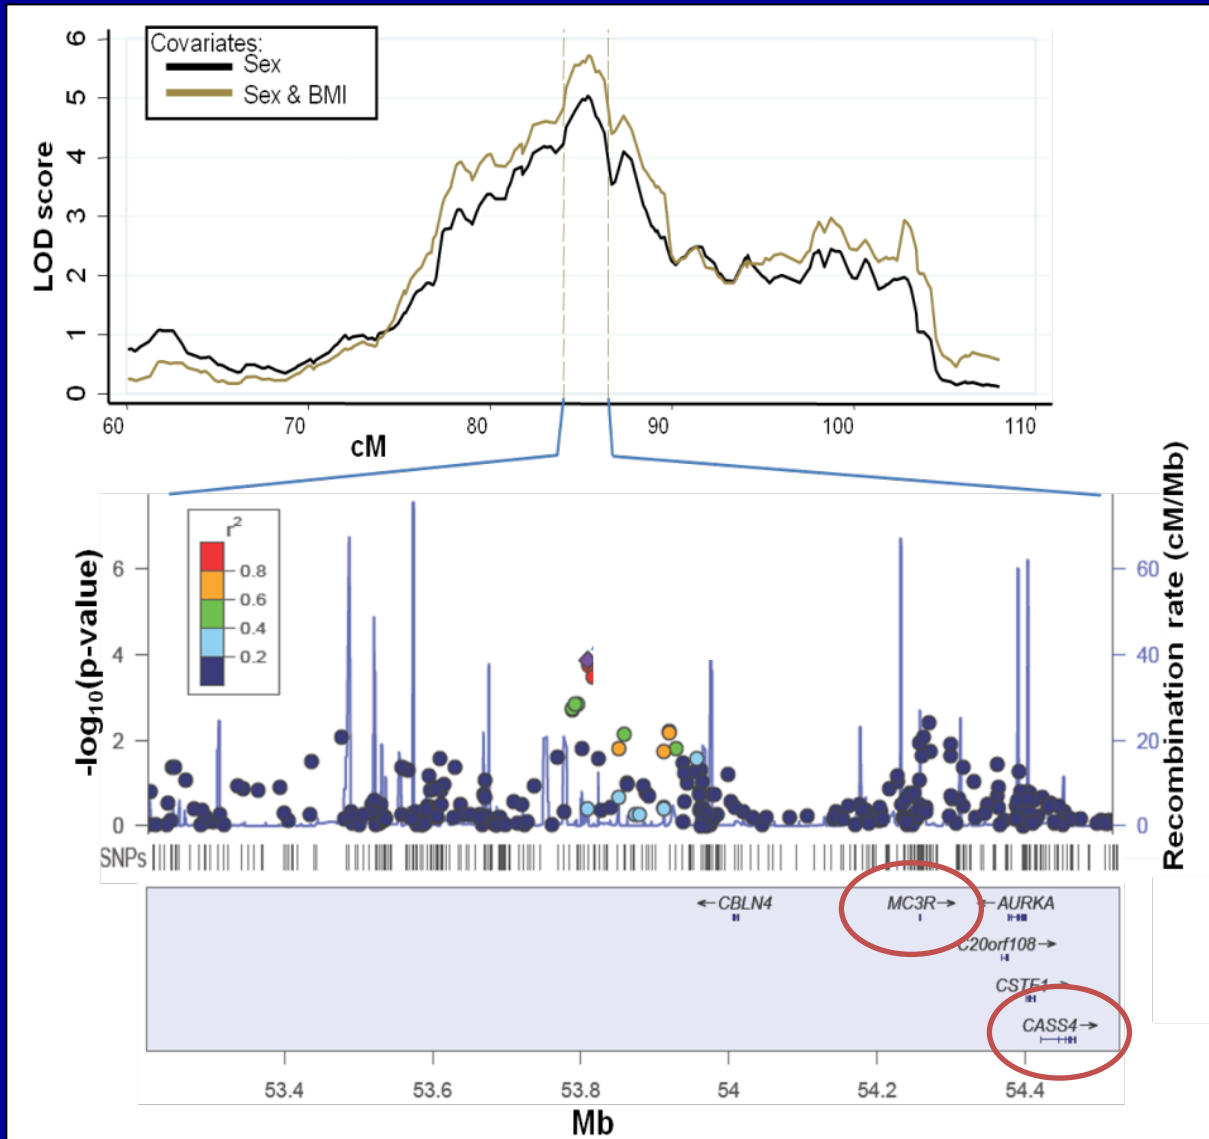 Covariates:
Sex
Sex & BMI
LOD score
6
5
4
3
2
1
0
60 70 80 90 100 110
cM
r²
0.8
0.6
0.4
0.2
-log₁₀(p-value)
6
4
2
0
Recombination rate (cM/Mb)
60
40
20
0
SNPs
←CBLN4 MC3R→ ←AURKA
C20orf108→
CSTF1→
CASS4→
53.4 53.6 53.8 54 54.2 54.4
Mb